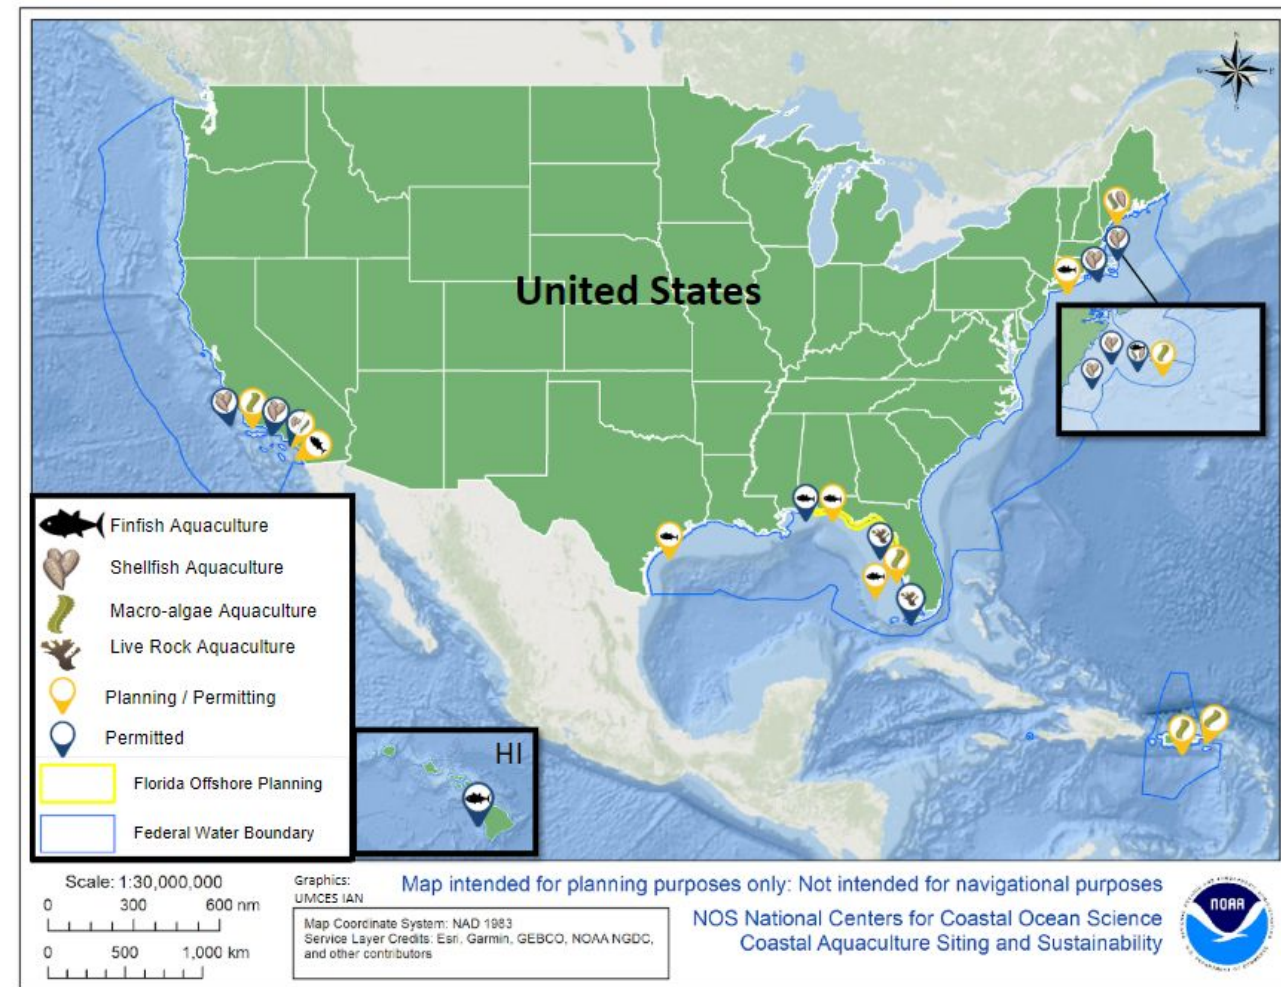 N
W
E
S
United States
Finfish Aquaculture
Shellfish Aquaculture
Macro-algae Aquaculture
Live Rock Aquaculture
Planning / Permitting
Permitted
Florida Offshore Planning
Federal Water Boundary
HI
Scale: 1:30,000,000
0 300 600 nm
0 500 1,000 km
Graphics:
UMCES IAN
Map Coordinate System: NAD 1983
Service Layer Credits: Esri, Garmin, GEBCO, NOAA NGDC,
and other contributors
Map intended for planning purposes only: Not intended for navigational purposes
NOS National Centers for Coastal Ocean Science
Coastal Aquaculture Siting and Sustainability
NOAA